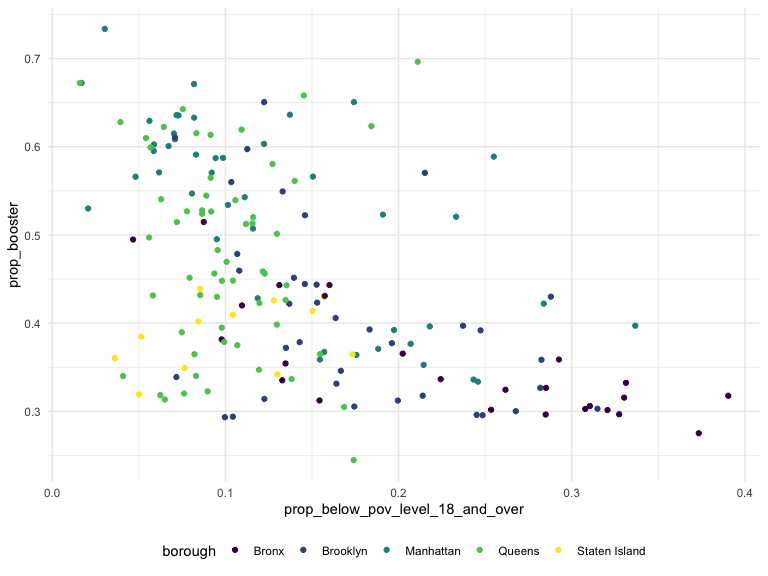 0.7
0.6
0.5
0.4
0.3
prop_booster
0.0 0.1 0.2 0.3 0.4
prop_below_pov_level_18_and_over
borough Bronx Brooklyn Manhattan Queens Staten Island